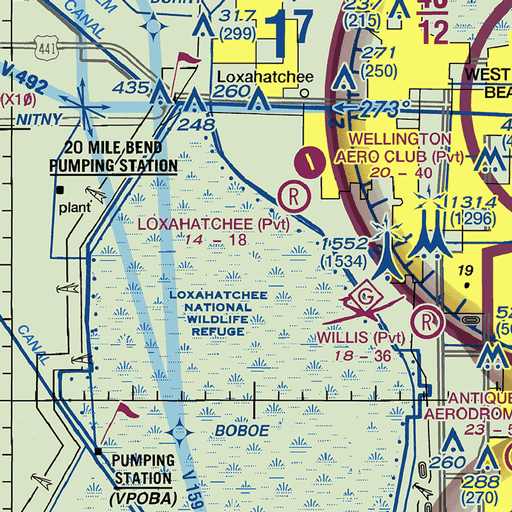 317
(299)
17
237
(215)
46
12
CANAL
441
271
(250)
V 492
Loxahatchee
WEST
BEA
435
260
273°
(X10)
NITNY
248
20 MILE BEND
PUMPING STATION
WELLINGTON
AERO CLUB (Pvt)
20 - 40
plant
R
1314
(1296)
LOXAHATCHEE (Pvt)
14 - 18
1552
(1534)
19
LOXAHATCHEE
NATIONAL
WILDLIFE
REFUGE
G
R
WILLIS (Pvt)
18 - 36
CANAL
ANTIQUE
AERODROM
23 - 5
BOBOE
PUMPING
STATION
(VPOBA)
V 159
260
288
(270)